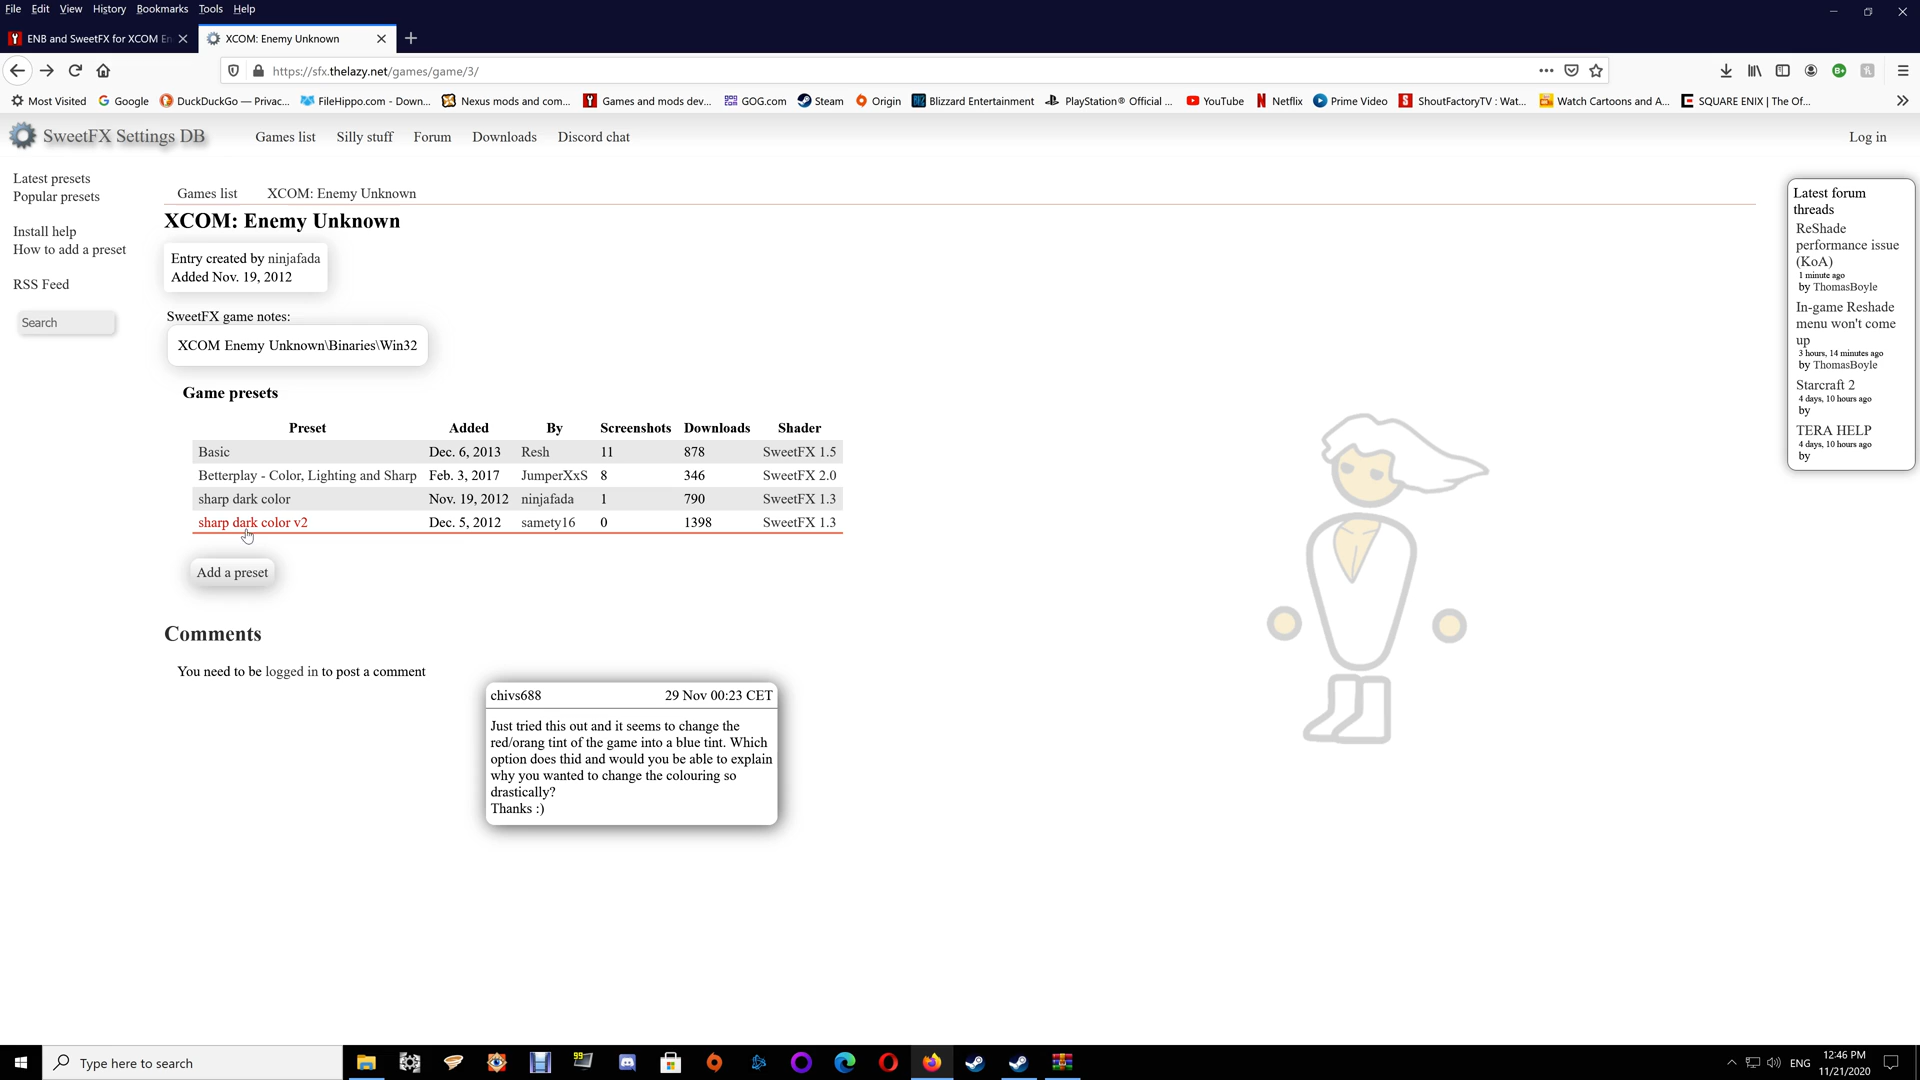 File Edit View History Bookmarks Tools Help
ENB and SweetFX for XCOM En
XCOM: Enemy Unknown
https://sfx.thelazy.net/games/game/3/
Most Visited Google DuckDuckGo — Privac... FileHippo.com - Down... Nexus mods and com... Games and mods dev... GOG.com Steam Origin Blizzard Entertainment PlayStation® Official ... YouTube Netflix Prime Video ShoutFactoryTV : Wat... Watch Cartoons and A... SQUARE ENIX | The Of...
SweetFX Settings DB Games list Silly stuff Forum Downloads Discord chat Log in
Latest presets
Popular presets
Install help
How to add a preset
RSS Feed
Search
Games list XCOM: Enemy Unknown
XCOM: Enemy Unknown
Entry created by ninjafada
Added Nov. 19, 2012
SweetFX game notes:
XCOM Enemy Unknown\Binaries\Win32
Game presets
Preset Added By Screenshots Downloads Shader
Basic Dec. 6, 2013 Resh 11 878 SweetFX 1.5
Betterplay - Color, Lighting and Sharp Feb. 3, 2017 JumperXxS 8 346 SweetFX 2.0
sharp dark color Nov. 19, 2012 ninjafada 1 790 SweetFX 1.3
sharp dark color v2 Dec. 5, 2012 samety16 0 1398 SweetFX 1.3
Add a preset
Comments
You need to be logged in to post a comment
chivs688 29 Nov 00:23 CET
Just tried this out and it seems to change the
red/orang tint of the game into a blue tint. Which
option does thid and would you be able to explain
why you wanted to change the colouring so
drastically?
Thanks :)
Latest forum
threads
ReShade
performance issue
(KoA)
1 minute ago
by ThomasBoyle
In-game Reshade
menu won't come
up
3 hours, 14 minutes ago
by ThomasBoyle
Starcraft 2
4 days, 10 hours ago
by
TERA HELP
4 days, 10 hours ago
by
Type here to search
99
ENG
12:46 PM
11/21/2020